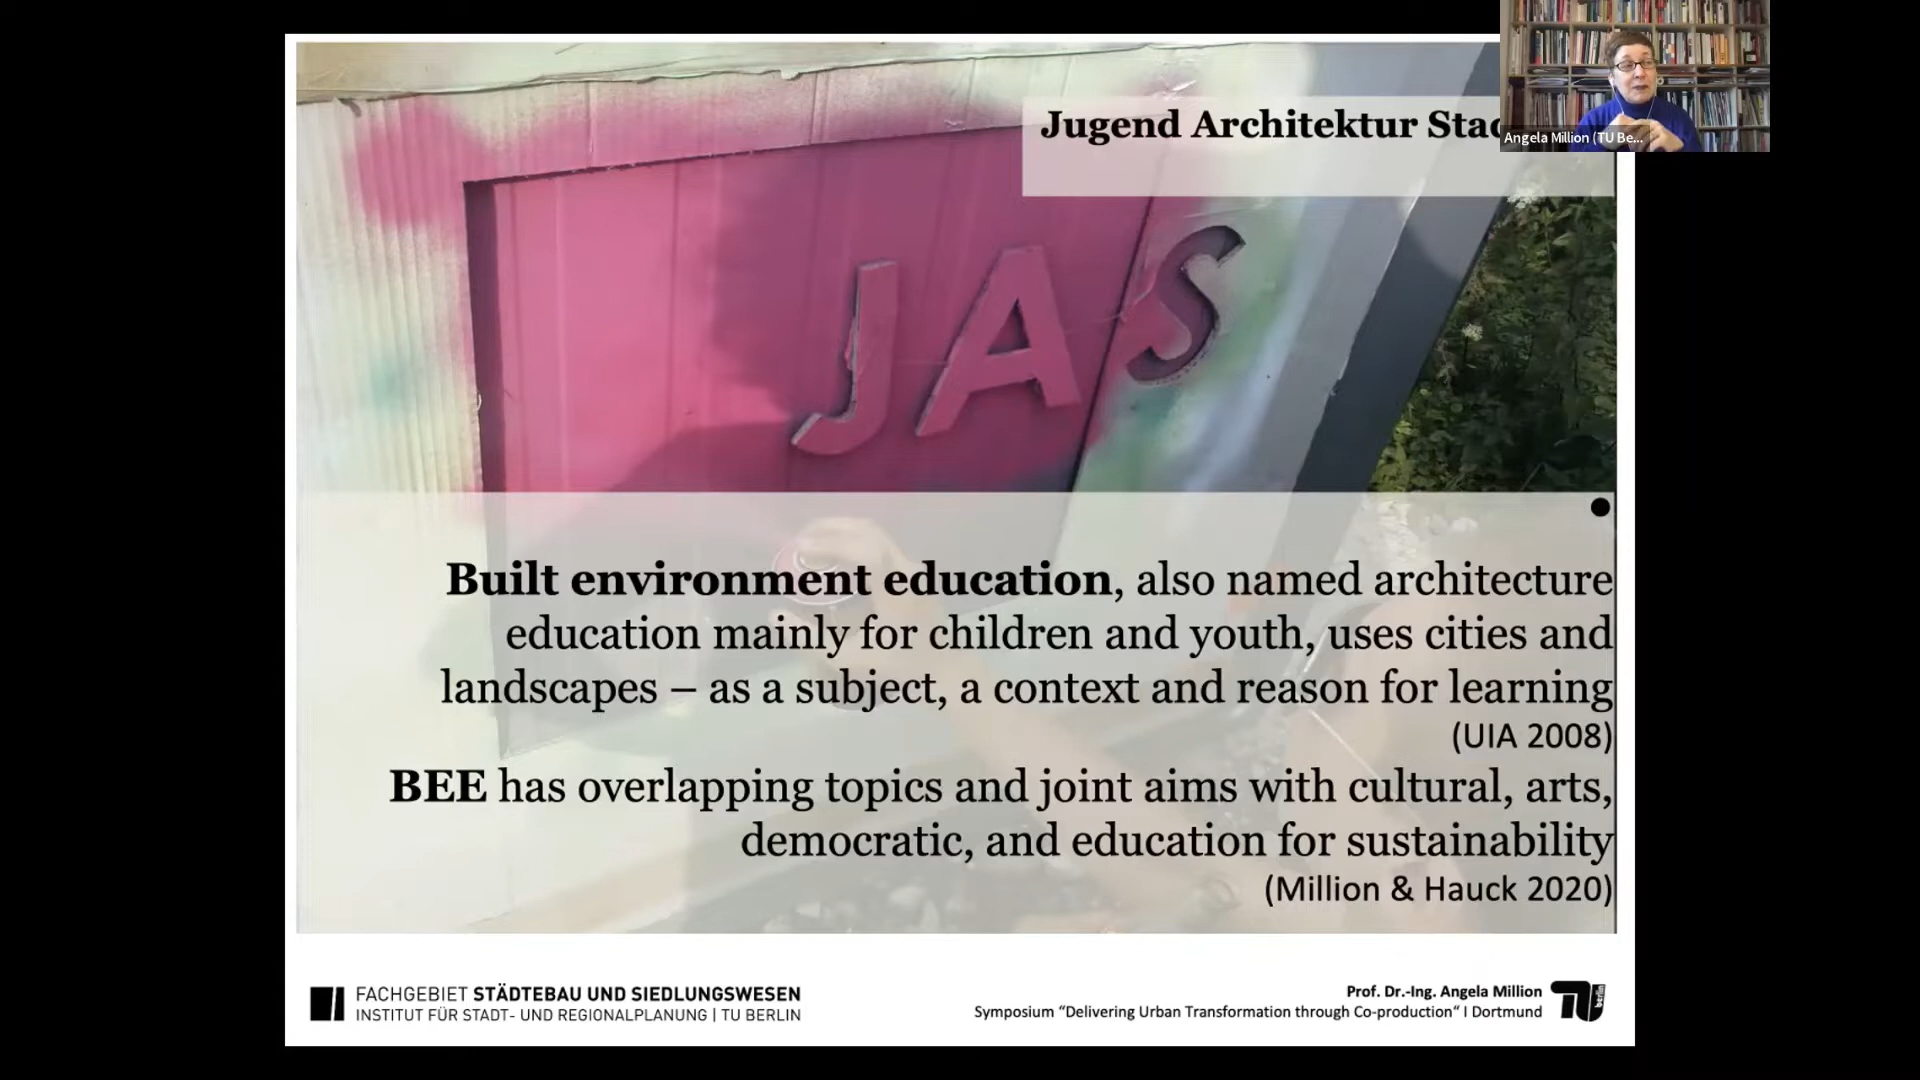 Jugend Architektur Stad
Angela Million (TU Be...
JAS
Built environment education, also named architecture
education mainly for children and youth, uses cities and
landscapes – as a subject, a context and reason for learning
(UIA 2008)
BEE has overlapping topics and joint aims with cultural, arts,
democratic, and education for sustainability
(Million & Hauck 2020)
FACHGEBIET STÄDTEBAU UND SIEDLUNGSWESEN
INSTITUT FÜR STADT- UND REGIONALPLANUNG | TU BERLIN
Prof. Dr.-Ing. Angela Million
Symposium “Delivering Urban Transformation through Co-production“ I Dortmund
TU berlin